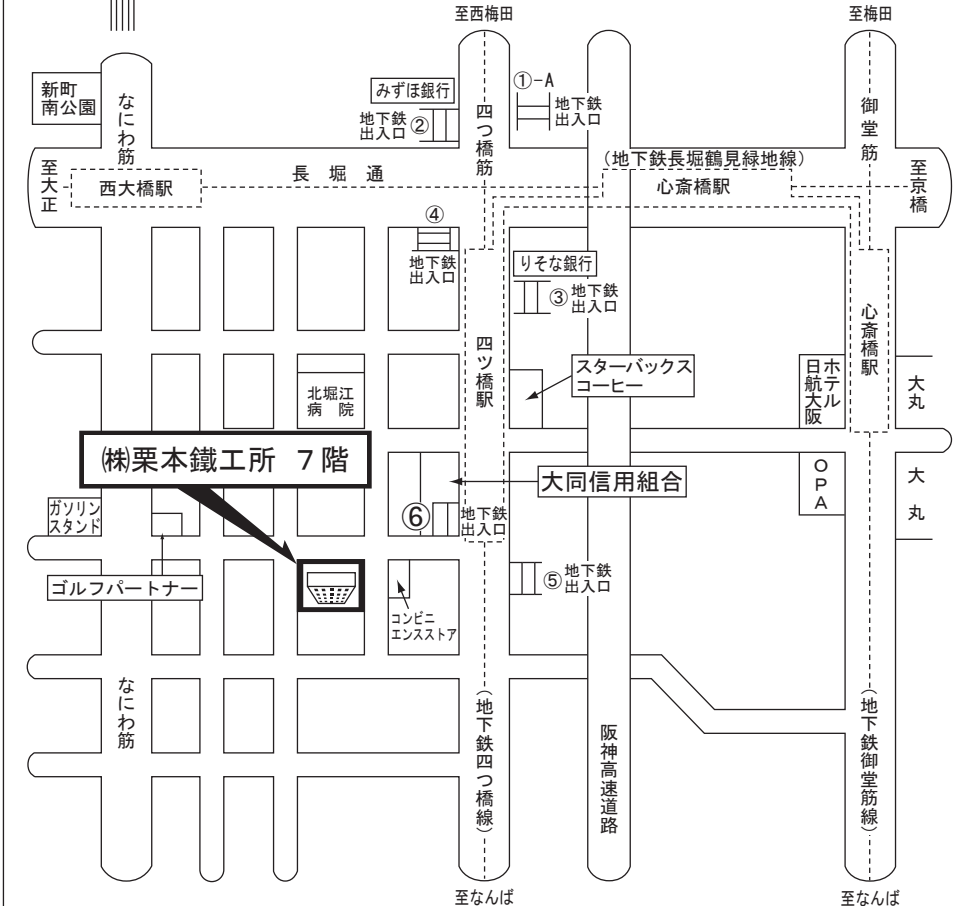 至西梅田
至梅田
新町
南公園
なにわ筋
みずほ銀行
地下鉄
出入口
②
四つ橋筋
①-A
地下鉄
出入口
御堂筋
至大正
西大橋駅
長堀通
(地下鉄長堀鶴見緑地線)
心斎橋駅
至京橋
④
地下鉄
出入口
りそな銀行
③
地下鉄
出入口
四ツ橋駅
心斎橋駅
スターバックス
コーヒー
ホテル
日航大阪
大丸
北堀江
病院
㈱栗本鐵工所 7階
大同信用組合
OPA
大丸
ガソリン
スタンド
⑥
地下鉄
出入口
ゴルフパートナー
コンビニ
エンスストア
⑤
地下鉄
出入口
なにわ筋
(地下鉄四つ橋線)
阪神高速道路
(地下鉄御堂筋線)
至なんば
至なんば